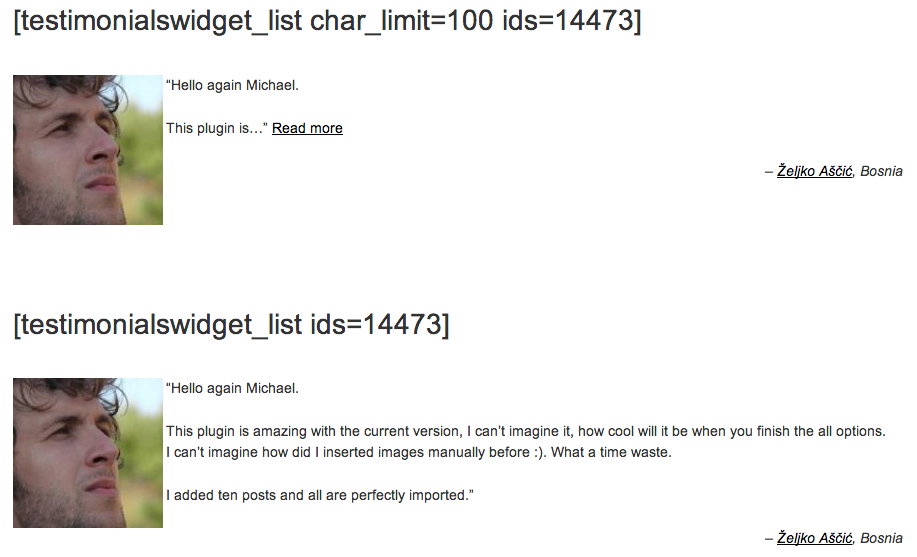 [testimonialswidget_list char_limit=100 ids=14473]
“Hello again Michael.
This plugin is…” Read more
– Željko Aščić, Bosnia
[testimonialswidget_list ids=14473]
“Hello again Michael.
This plugin is amazing with the current version, I can’t imagine it, how cool will it be when you finish the all options.
I can’t imagine how did I inserted images manually before :). What a time waste.
I added ten posts and all are perfectly imported.”
– Željko Aščić, Bosnia